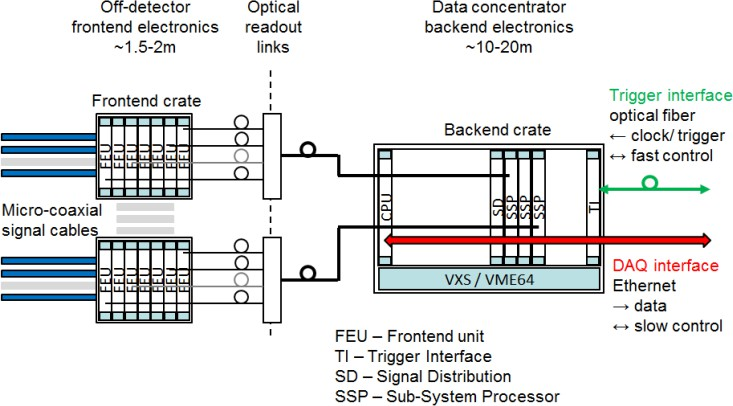 Off-detector
frontend electronics
~1.5-2m
Optical
readout
links
Data concentrator
backend electronics
~10-20m
Frontend crate
FEU
FEU
FEU
FEU
FEU
FEU
FEU
Micro-coaxial
signal cables
FEU
FEU
FEU
FEU
FEU
FEU
FEU
Backend crate
CPU
SD
SSP
SSP
SSP
TI
VXS / VME64
Trigger interface
optical fiber
← clock/ trigger
↔ fast control
DAQ interface
Ethernet
→ data
↔ slow control
FEU – Frontend unit
TI – Trigger Interface
SD – Signal Distribution
SSP – Sub-System Processor